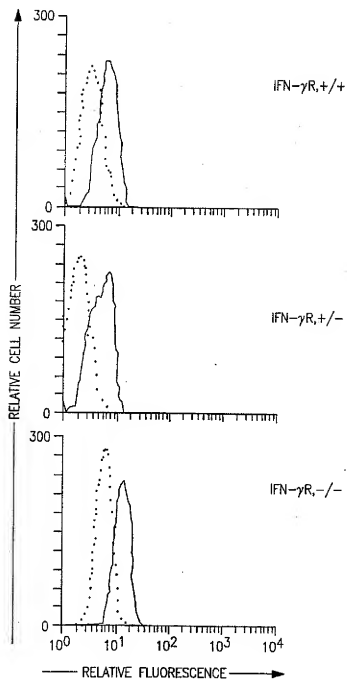 300
IFN-γR,+/+
0
300
IFN-γR,+/-
0
RELATIVE CELL NUMBER
300
IFN-γR,-/-
0
10⁰ 10¹ 10² 10³ 10⁴
RELATIVE FLUORESCENCE